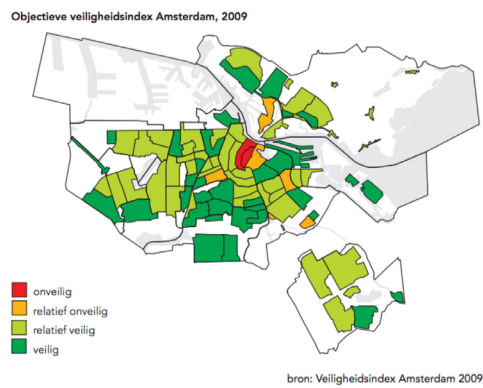 Objectieve veiligheidsindex Amsterdam, 2009
onveilig
relatief onveilig
relatief veilig
veilig
bron: Veiligheidsindex Amsterdam 2009